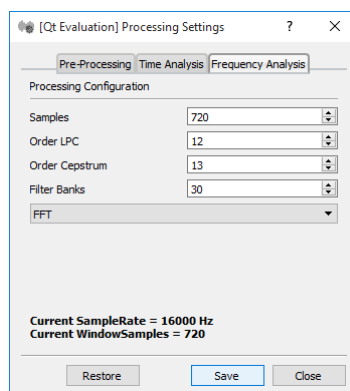 [Qt Evaluation] Processing Settings ? ×
Pre-Processing Time Analysis Frequency Analysis
Processing Configuration
Samples 720
Order LPC 12
Order Cepstrum 13
Filter Banks 30
FFT
Current SampleRate = 16000 Hz
Current WindowSamples = 720
Restore Save Close